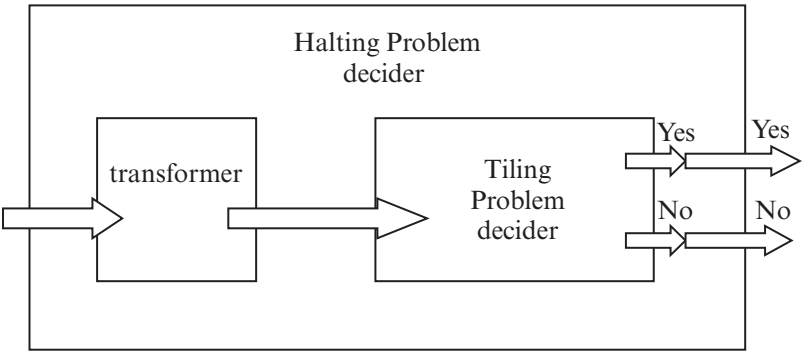 Halting Problem
decider
transformer
Tiling
Problem
decider
Yes
No
Yes
No